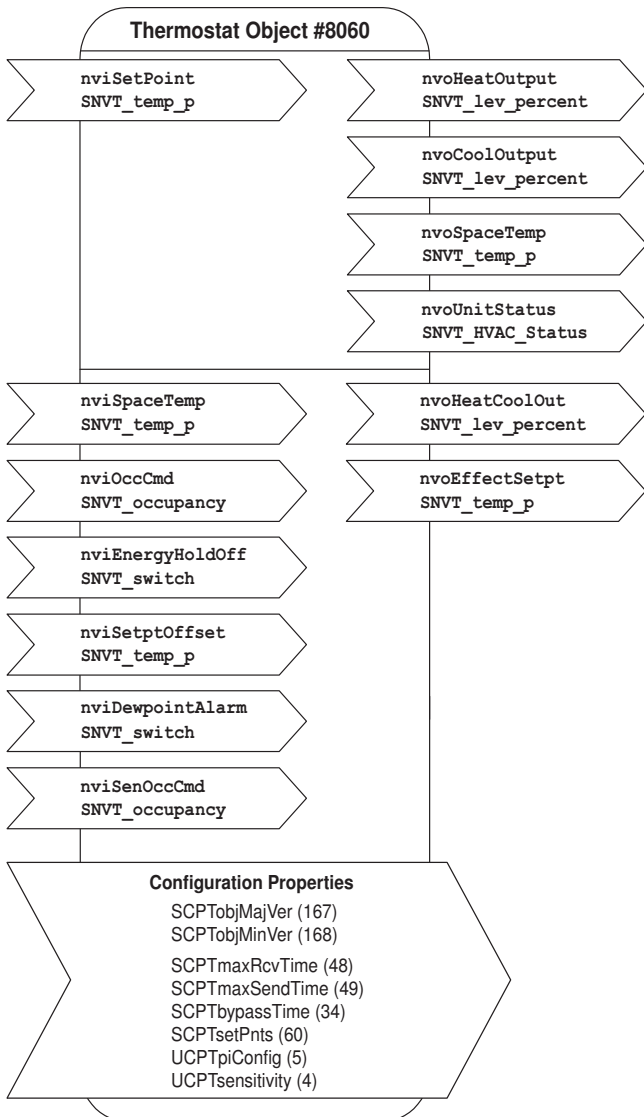 Thermostat Object #8060
nviSetPoint
SNVT_temp_p
nvoHeatOutput
SNVT_lev_percent
nvoCoolOutput
SNVT_lev_percent
nvoSpaceTemp
SNVT_temp_p
nvoUnitStatus
SNVT_HVAC_Status
nviSpaceTemp
SNVT_temp_p
nvoHeatCoolOut
SNVT_lev_percent
nviOccCmd
SNVT_occupancy
nvoEffectSetpt
SNVT_temp_p
nviEnergyHoldOff
SNVT_switch
nviSetptOffset
SNVT_temp_p
nviDewpointAlarm
SNVT_switch
nviSenOccCmd
SNVT_occupancy
Configuration Properties
SCPTobjMajVer (167)
SCPTobjMinVer (168)
SCPTmaxRcvTime (48)
SCPTmaxSendTime (49)
SCPTbypassTime (34)
SCPTsetPnts (60)
UCPTpiConfig (5)
UCPTsensitivity (4)